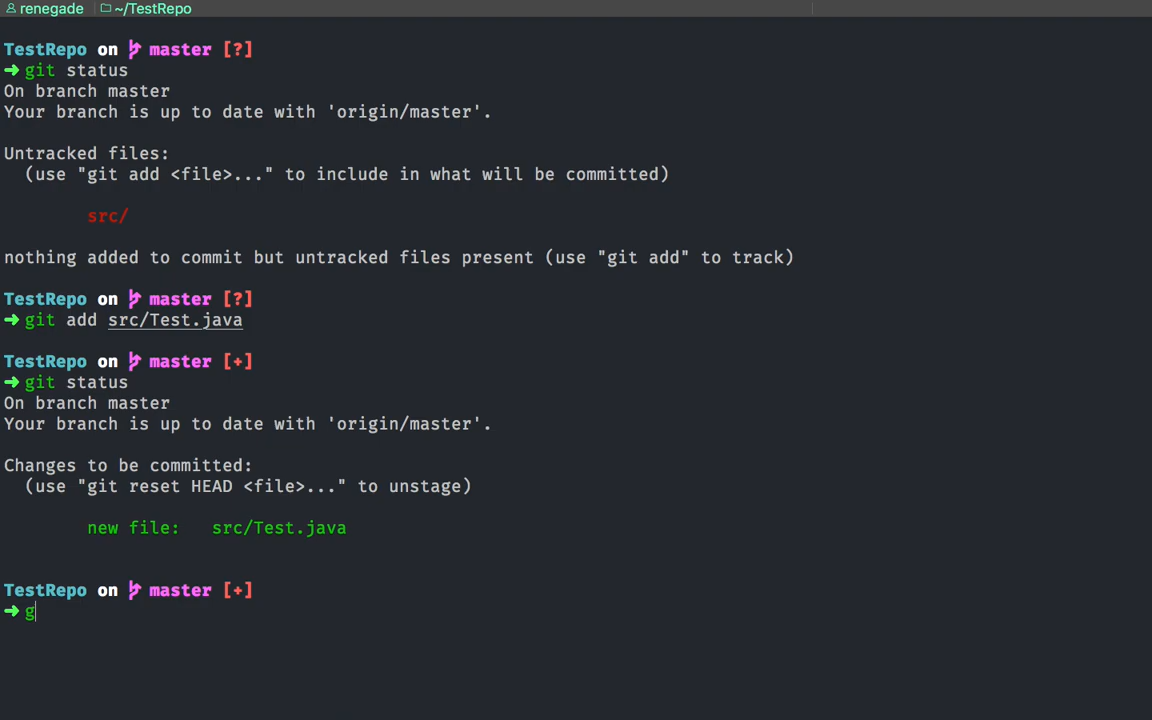 renegade ~/TestRepo
TestRepo on master [?]
➜ git status
On branch master
Your branch is up to date with 'origin/master'.
Untracked files:
(use "git add <file>..." to include in what will be committed)
src/
nothing added to commit but untracked files present (use "git add" to track)
TestRepo on master [?]
➜ git add src/Test.java
TestRepo on master [+]
➜ git status
On branch master
Your branch is up to date with 'origin/master'.
Changes to be committed:
(use "git reset HEAD <file>..." to unstage)
new file: src/Test.java
TestRepo on master [+]
➜ g